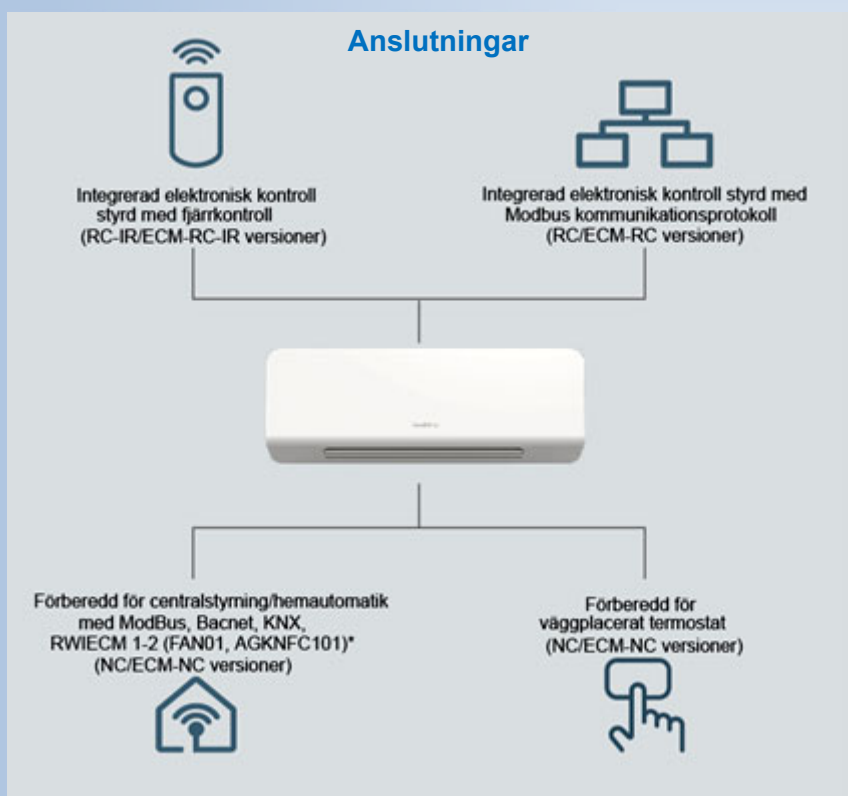 Anslutningar
Integrerad elektronisk kontroll
styrd med fjärrkontroll
(RC-IR/ECM-RC-IR versioner)
Integrerad elektronisk kontroll styrd med
Modbus kommunikationsprotokoll
(RC/ECM-RC versioner)
Förberedd för centralstyrning/hemautomatik
med ModBus, Bacnet, KNX,
RWIECM 1-2 (FAN01, AGKNFC101)*
(NC/ECM-NC versioner)
Förberedd för
väggplacerat termostat
(NC/ECM-NC versioner)